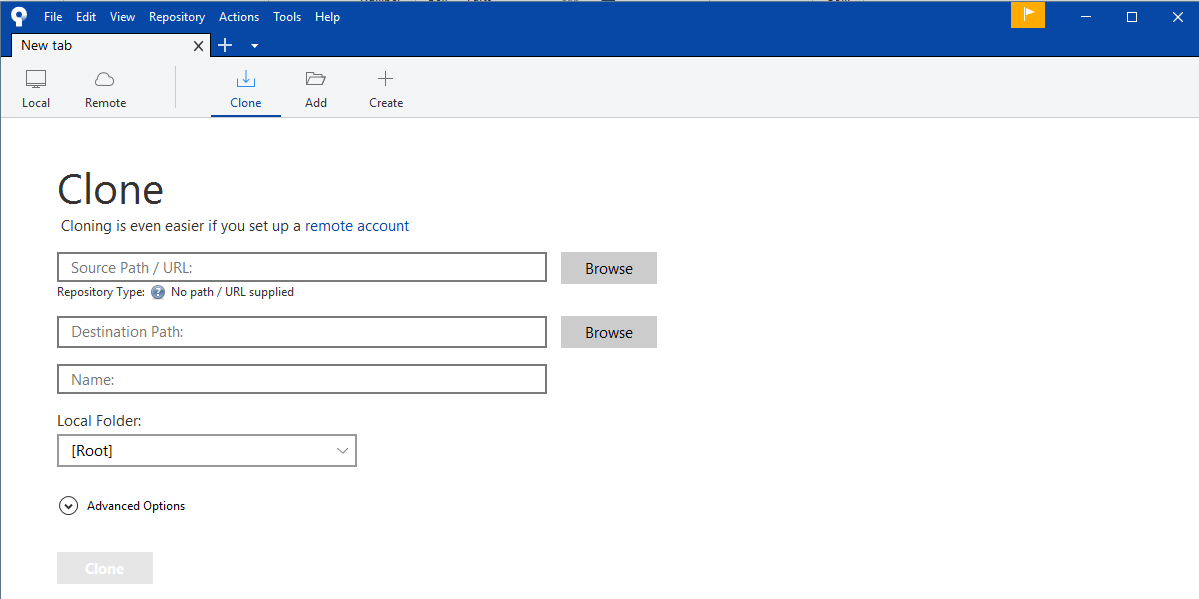 File Edit View Repository Actions Tools Help
New tab
Local Remote Clone Add Create
Clone
Cloning is even easier if you set up a remote account
Source Path / URL: Browse
Repository Type: No path / URL supplied
Destination Path: Browse
Name:
Local Folder:
[Root]
Advanced Options
Clone